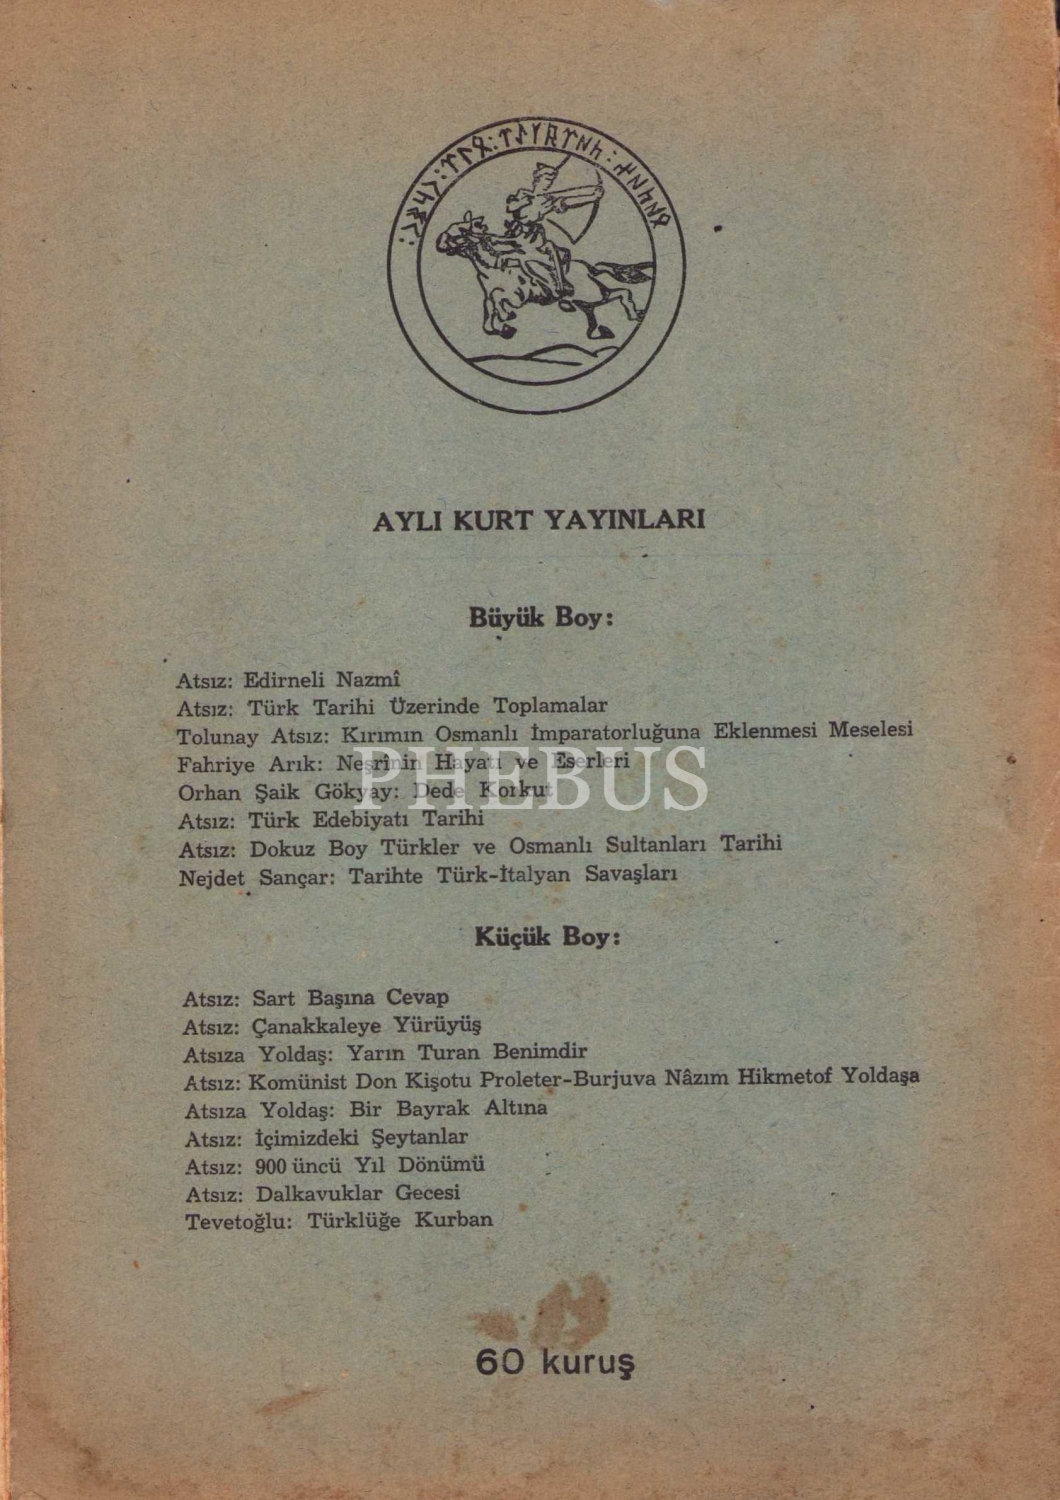 AYLI KURT YAYINLARI
Büyük Boy:
Atsız: Edirneli Nazmî
Atsız: Türk Tarihi Üzerinde Toplamalar
Tolunay Atsız: Kırımın Osmanlı İmparatorluğuna Eklenmesi Meselesi
Fahriye Arık: Neşrînin Hayatı ve Eserleri
Orhan Şaik Gökyay: Dede Korkut
PHEBUS
Atsız: Türk Edebiyatı Tarihi
Atsız: Dokuz Boy Türkler ve Osmanlı Sultanları Tarihi
Nejdet Sançar: Tarihte Türk-İtalyan Savaşları
Küçük Boy:
Atsız: Sart Başına Cevap
Atsız: Çanakkaleye Yürüyüş
Atsıza Yoldaş: Yarın Turan Benimdir
Atsız: Komünist Don Kişotu Proleter-Burjuva Nâzım Hikmetof Yoldaşa
Atsıza Yoldaş: Bir Bayrak Altına
Atsız: İçimizdeki Şeytanlar
Atsız: 900 üncü Yıl Dönümü
Atsız: Dalkavuklar Gecesi
Tevetoğlu: Türklüğe Kurban
60 kuruş